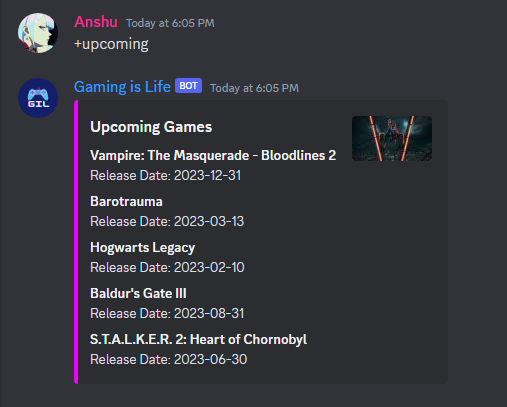 Anshu Today at 6:05 PM
+upcoming
GIL
Gaming is Life BOT Today at 6:05 PM
Upcoming Games
Vampire: The Masquerade - Bloodlines 2
Release Date: 2023-12-31
Barotrauma
Release Date: 2023-03-13
Hogwarts Legacy
Release Date: 2023-02-10
Baldur's Gate III
Release Date: 2023-08-31
S.T.A.L.K.E.R. 2: Heart of Chornobyl
Release Date: 2023-06-30